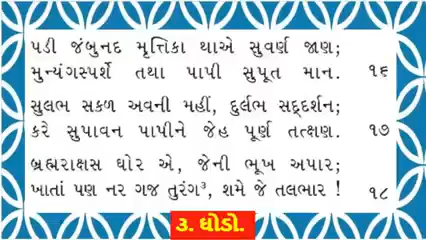 પડી જંબુનદ મૃત્તિકા થાએ સુવર્ણ જાણ;
મુન્યંગસ્પર્શે તથા પાપી સુપૂત માન. ૧૬
સુલભ સકળ અવની મહીં, દુર્લભ સદ્દર્શન;
કરે સુપાવન પાપીને જેહ પૂર્ણ તત્ક્ષણ. ૧૭
બ્રહ્મરાક્ષસ ઘોર એ, જેની ભૂખ અપાર;
ખાતાં પણ નર ગજ તુરંગ³, શમે જે તલભાર ! ૧૮
૩. ઘોડો.